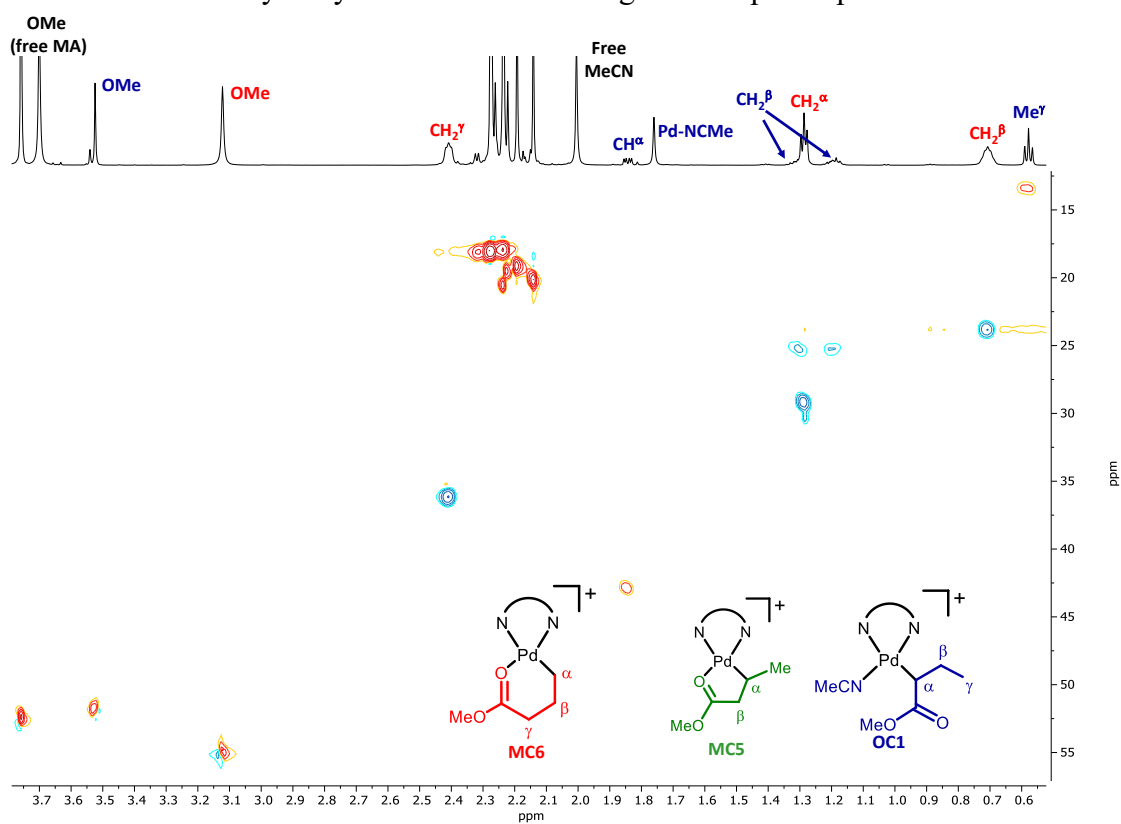 OMe
(free MA)
OMe
OMe
CH₂ᵞ
Free
MeCN
CHᵅ
Pd-NCMe
CH₂ᵝ
CH₂ᵅ
CH₂ᵝ
Meᵞ
15
20
25
30
35
40
45
50
55
ppm
N N
Pd
O
MeO
α
β
γ
+
MC6
N N
Pd
O
MeO
Me
α
β
+
MC5
N N
Pd
MeCN
MeO
O
α
β
γ
+
OC1
3.7 3.6 3.5 3.4 3.3 3.2 3.1 3.0 2.9 2.8 2.7 2.6 2.5 2.4 2.3 2.2 2.1 2.0 1.9 1.8 1.7 1.6 1.5 1.4 1.3 1.2 1.1 1.0 0.9 0.8 0.7 0.6
ppm